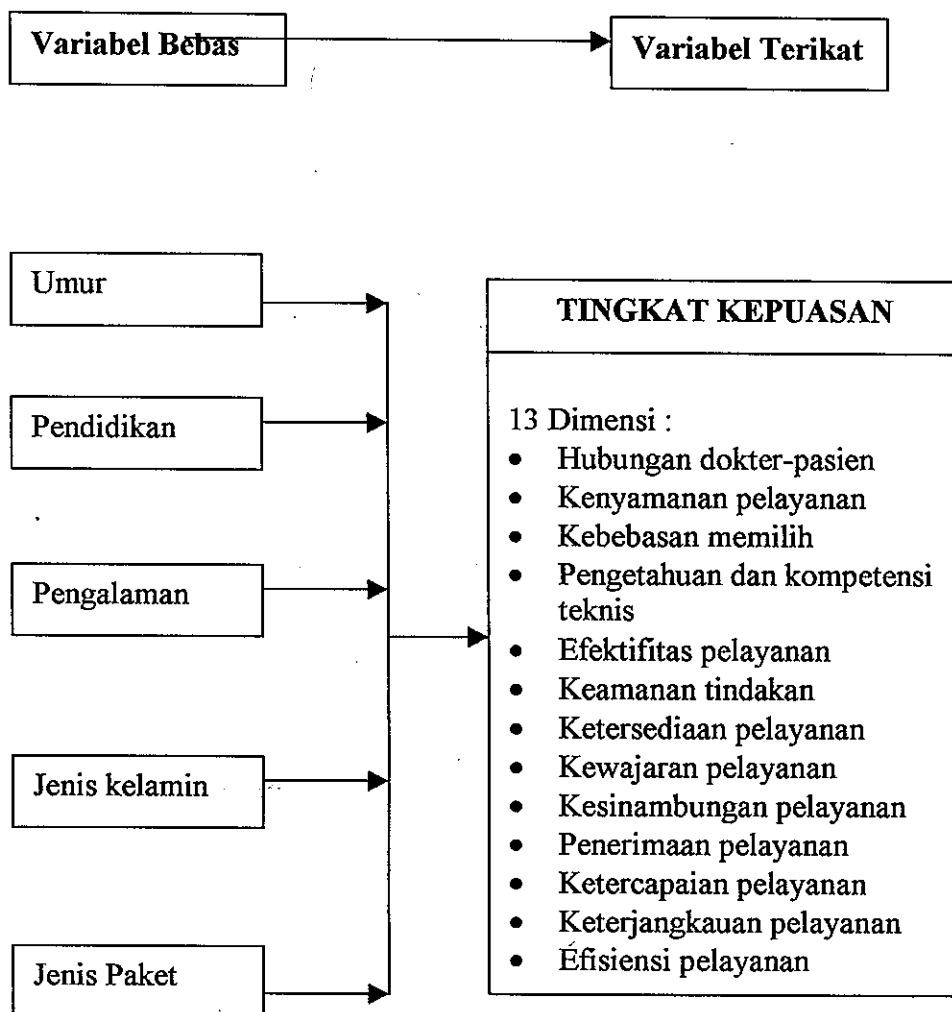 Variabel Bebas
Variabel Terikat
Umur
Pendidikan
Pengalaman
Jenis kelamin
Jenis Paket
TINGKAT KEPUASAN
13 Dimensi :
• Hubungan dokter-pasien
• Kenyamanan pelayanan
• Kebebasan memilih
• Pengetahuan dan kompetensi
teknis
• Efektifitas pelayanan
• Keamanan tindakan
• Ketersediaan pelayanan
• Kewajaran pelayanan
• Kesinambungan pelayanan
• Penerimaan pelayanan
• Ketercapaian pelayanan
• Keterjangkauan pelayanan
• Efisiensi pelayanan